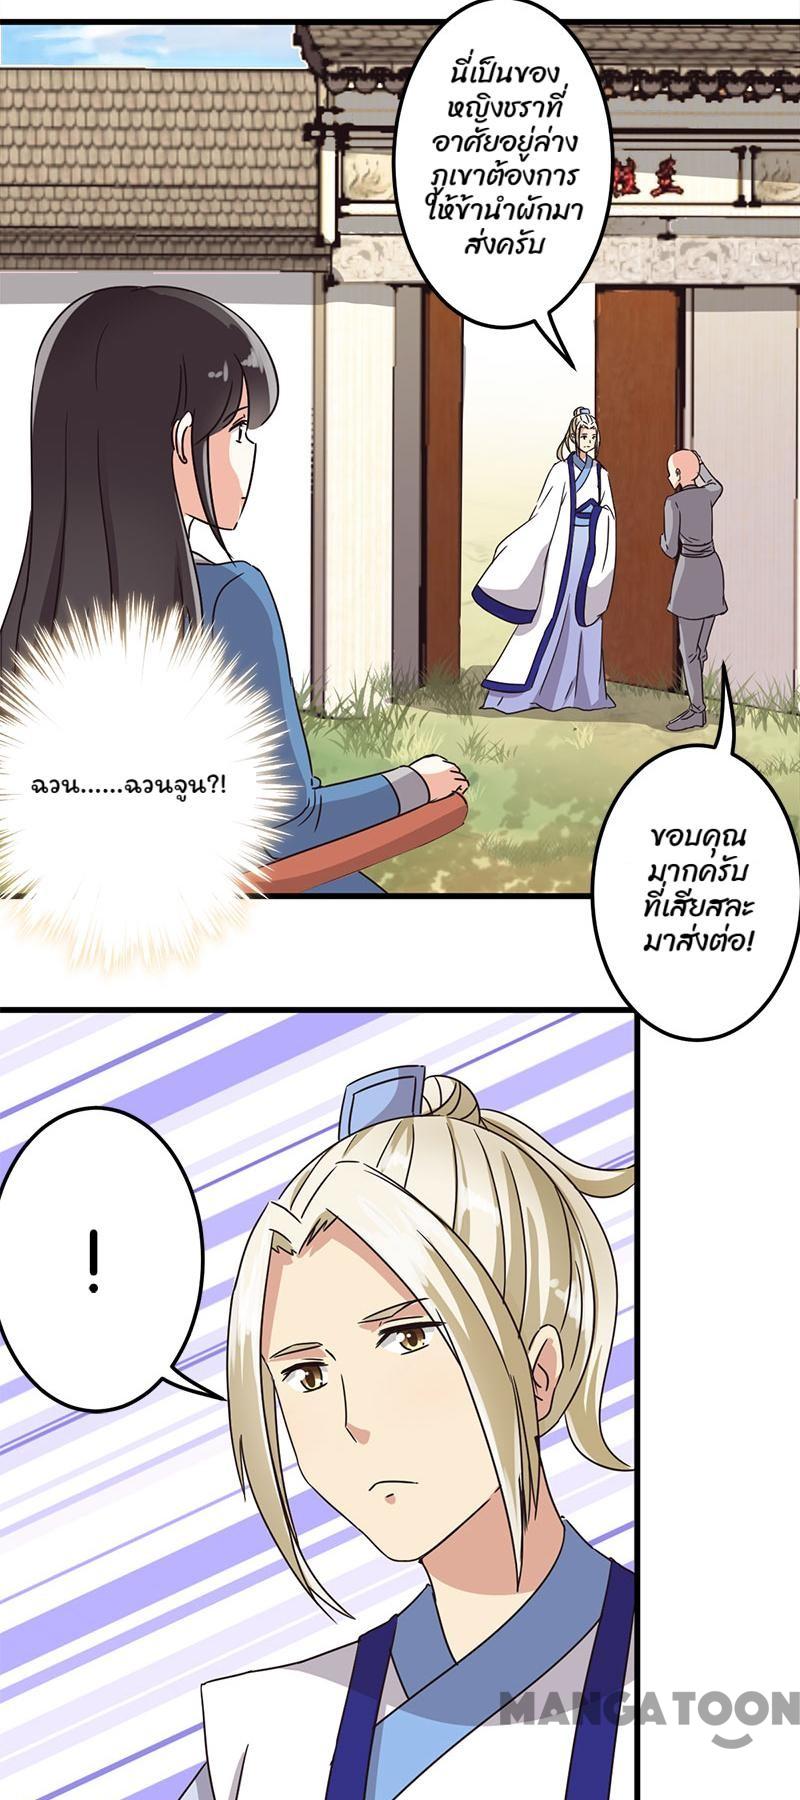 นี่เป็นของ
หญิงชราที่
อาศัยอยู่ล่าง
ภูเขาต้องการ
ให้ข้านำผักมา
ส่งครับ
ฉวน......ฉวนจูน?!
ขอบคุณ
มากครับ
ที่เสียสละ
มาส่งต่อ!
!
MANGATOON